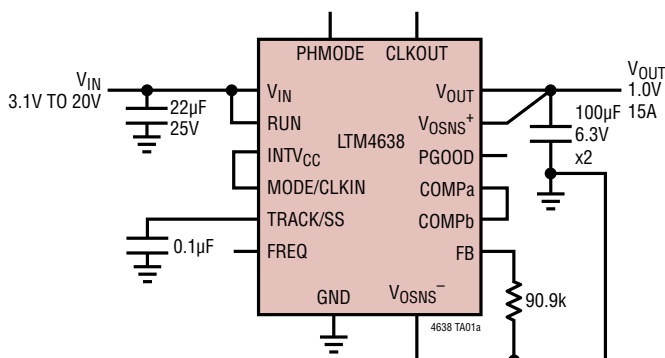 PHMODE CLKOUT
VIN
3.1V TO 20V
22µF
25V
VIN
RUN
INTVCC
MODE/CLKIN
TRACK/SS
FREQ
0.1µF
LTM4638
VOUT
VOSNS+
PGOOD
COMPa
COMPb
FB
GND
VOSNS–
VOUT
1.0V
15A
100µF
6.3V
x2
90.9k
4638 TA01a